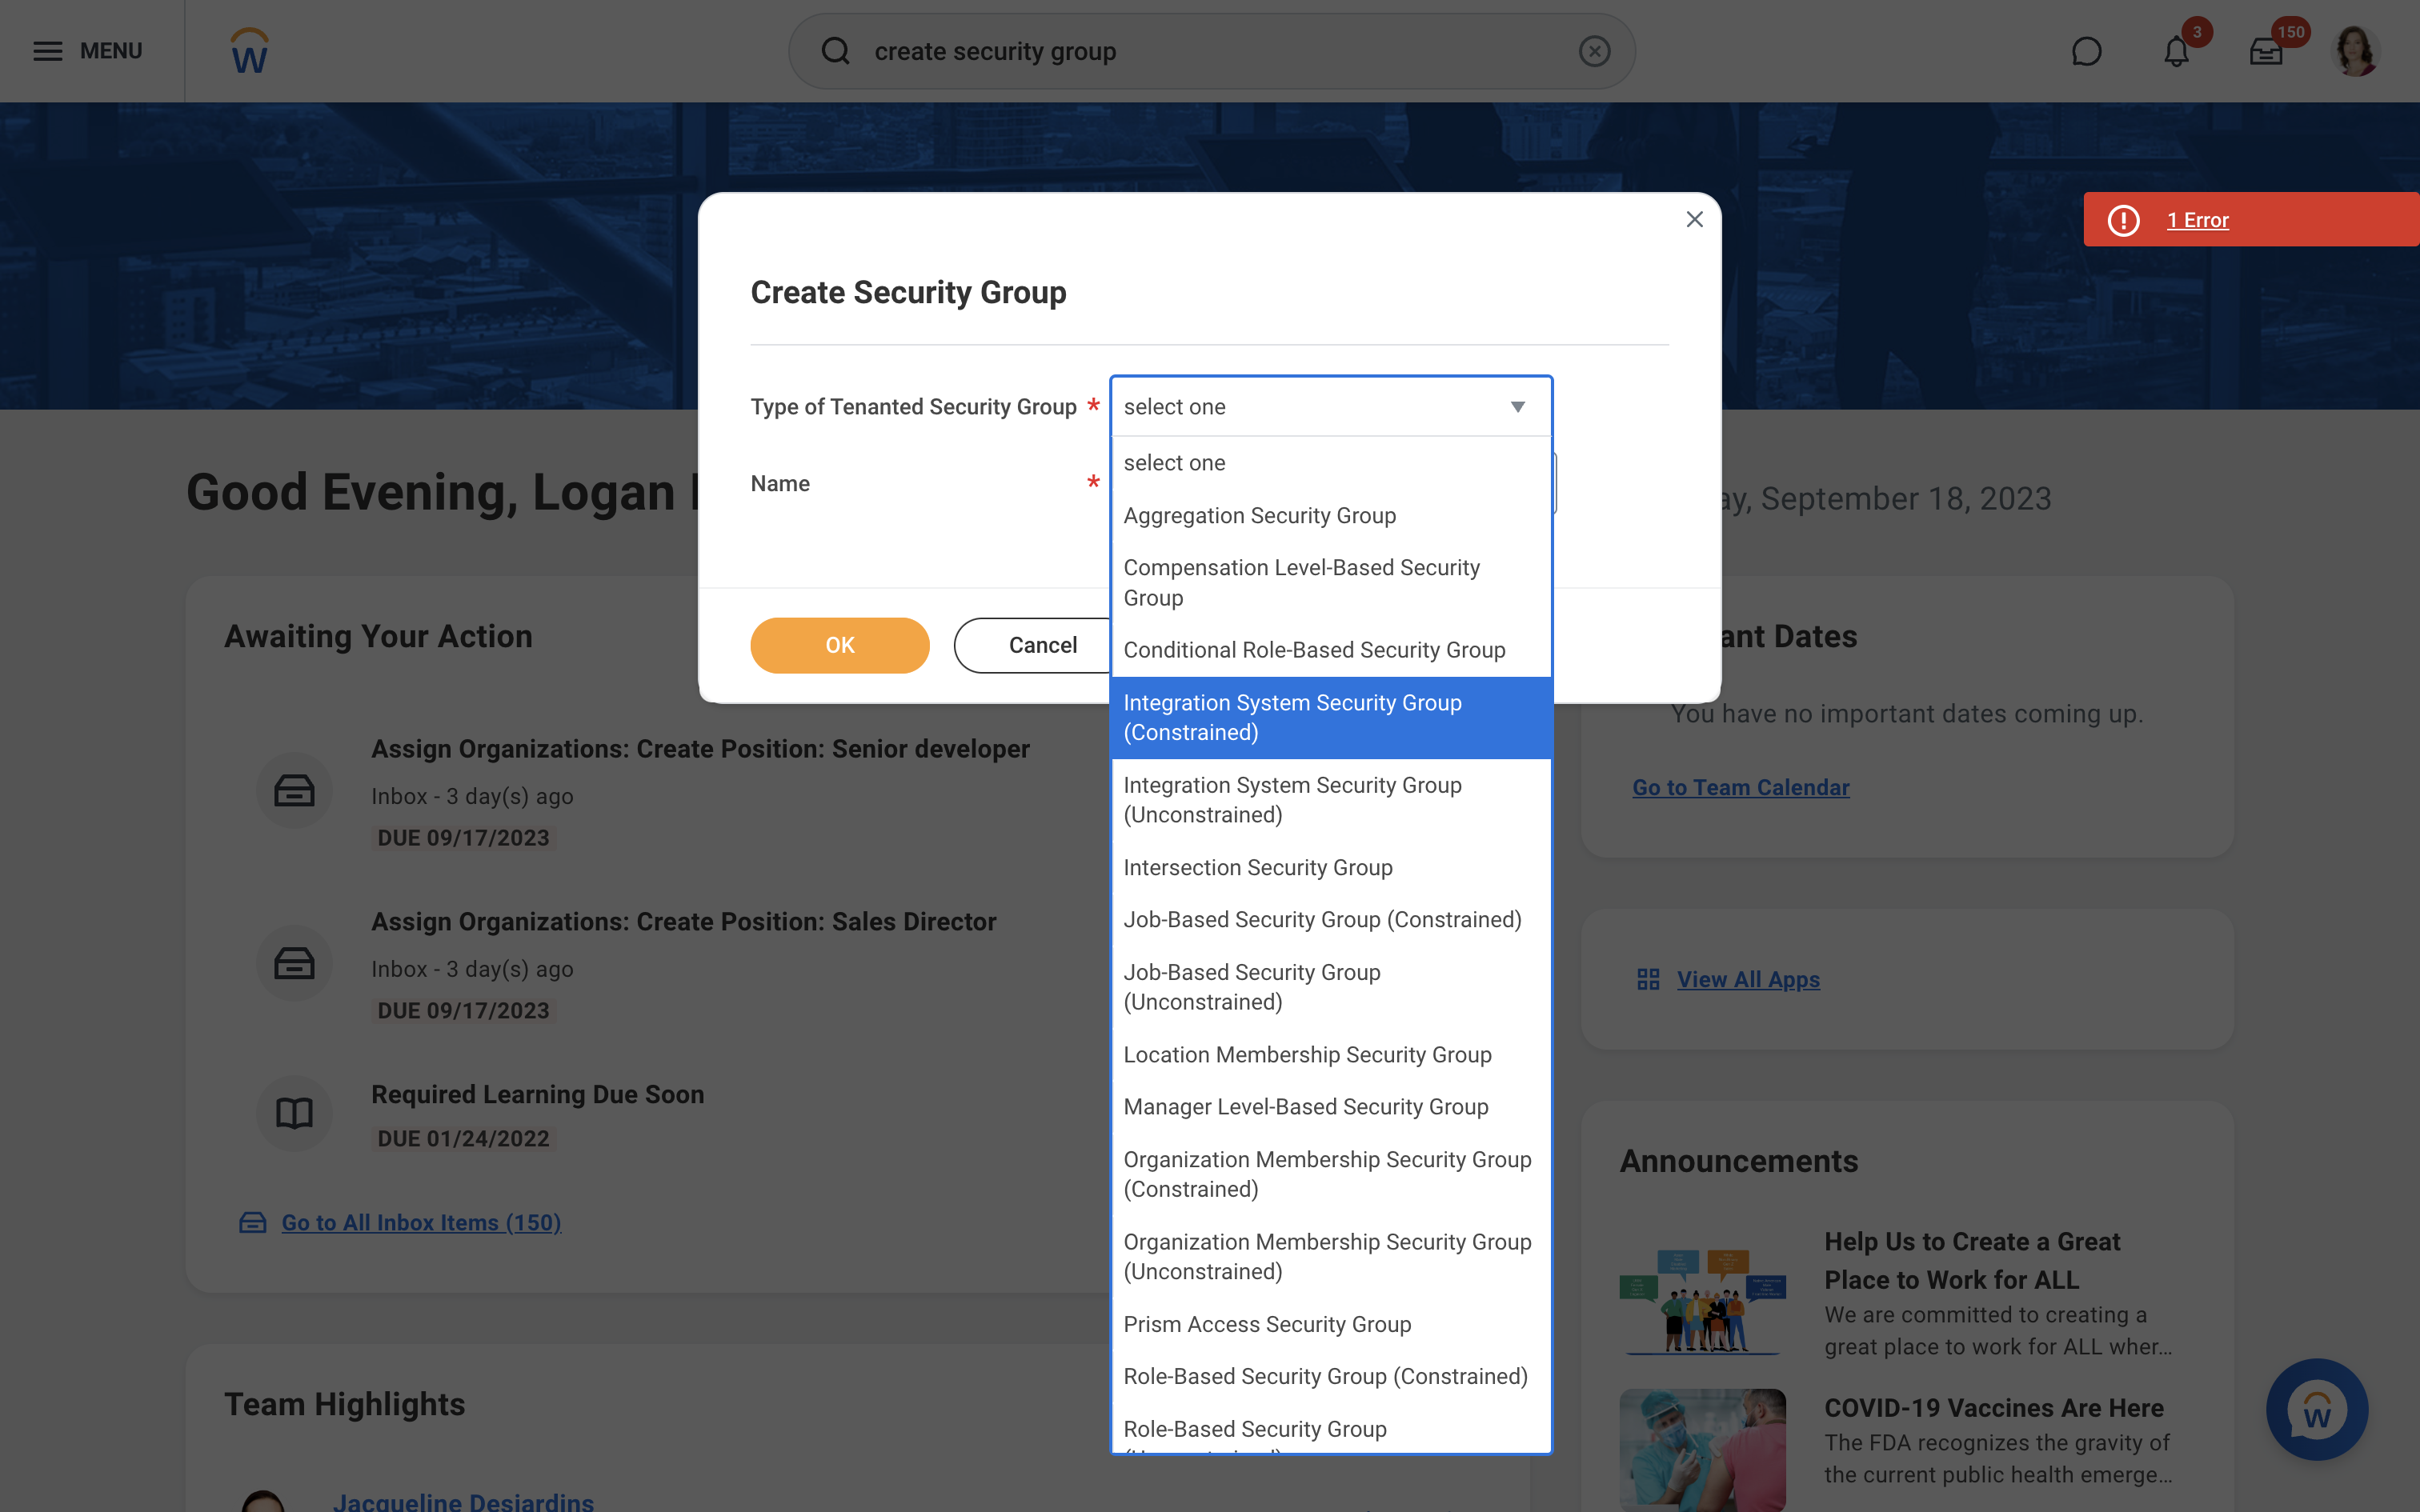 MENU
create security group
3
150
1 Error
Create Security Group
Type of Tenanted Security Group *
select one
Name *
select one
Aggregation Security Group
Compensation Level-Based Security
Group
Conditional Role-Based Security Group
Integration System Security Group
(Constrained)
Integration System Security Group
(Unconstrained)
Intersection Security Group
Job-Based Security Group (Constrained)
Job-Based Security Group
(Unconstrained)
Location Membership Security Group
Manager Level-Based Security Group
Organization Membership Security Group
(Constrained)
Organization Membership Security Group
(Unconstrained)
Prism Access Security Group
Role-Based Security Group (Constrained)
Role-Based Security Group
OK
Cancel
Good Evening, Logan
September 18, 2023
Awaiting Your Action
Assign Organizations: Create Position: Senior developer
Inbox - 3 day(s) ago
DUE 09/17/2023
Assign Organizations: Create Position: Sales Director
Inbox - 3 day(s) ago
DUE 09/17/2023
Required Learning Due Soon
DUE 01/24/2022
Go to All Inbox Items (150)
Team Highlights
Jacqueline Desjardins
Dates
You have no important dates coming up.
Go to Team Calendar
View All Apps
Announcements
Help Us to Create a Great
Place to Work for ALL
We are committed to creating a
great place to work for ALL wher...
COVID-19 Vaccines Are Here
The FDA recognizes the gravity of
the current public health emerge...